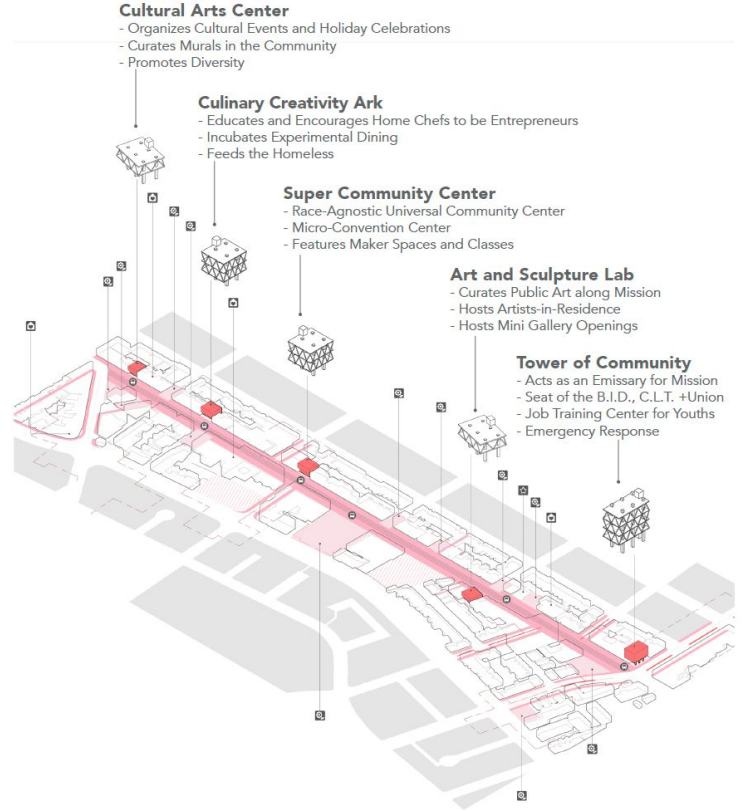 Cultural Arts Center
- Organizes Cultural Events and Holiday Celebrations
- Curates Murals in the Community
- Promotes Diversity
Culinary Creativity Ark
- Educates and Encourages Home Chefs to be Entrepreneurs
- Incubates Experimental Dining
- Feeds the Homeless
Super Community Center
- Race-Agnostic Universal Community Center
- Micro-Convention Center
- Features Maker Spaces and Classes
Art and Sculpture Lab
- Curates Public Art along Mission
- Hosts Artists-in-Residence
- Hosts Mini Gallery Openings
Tower of Community
- Acts as an Emissary for Mission
- Seat of the B.I.D., C.L.T. +Union
- Job Training Center for Youths
- Emergency Response